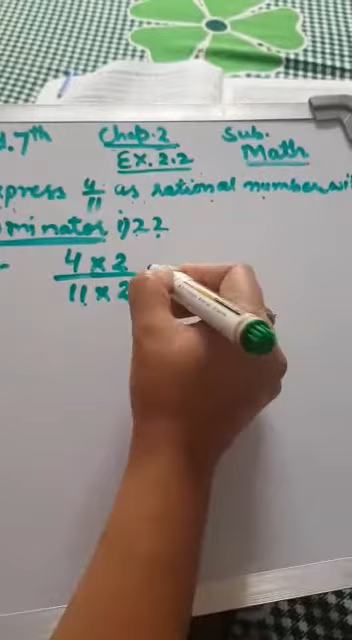 7th Chap. 2 Sub.
Ex. 2.2 Math
xpress 4/11 as rational number wi
minator i) 22
- 4 × 2
11 × 2